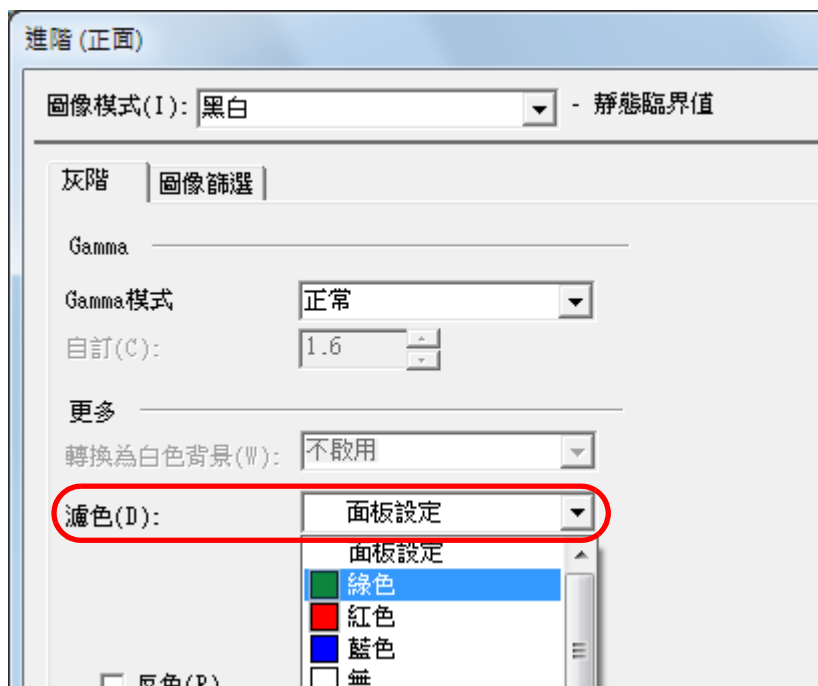 進階 (正面)
圖像模式(I): 黑白 - 靜態臨界值
灰階 圖像篩選
Gamma
Gamma模式 正常
自訂(C): 1.6
更多
轉換為白色背景(W): 不啟用
濾色(D): 面板設定
面板設定
綠色
紅色
藍色
反色(R) 無